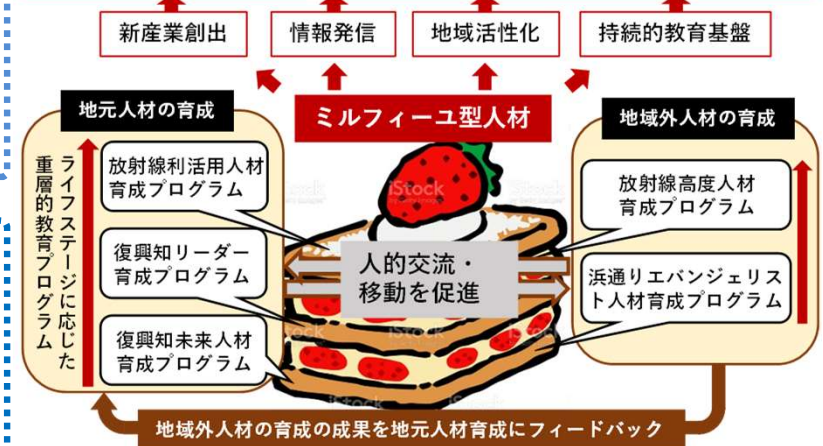 新産業創出
情報発信
地域活性化
持続的教育基盤
ミルフィーユ型人材
地元人材の育成
ライフステージに応じた
重層的教育プログラム
放射線利活用人材
育成プログラム
復興知リーダー
育成プログラム
復興知未来人材
育成プログラム
人的交流・
移動を促進
地域外人材の育成
放射線高度人材
育成プログラム
浜通りエバンジェリス
ト人材育成プログラム
地域外人材の育成の成果を地元人材育成にフィードバック
iStock
iStock
iStock
iStock
iStock
iStock